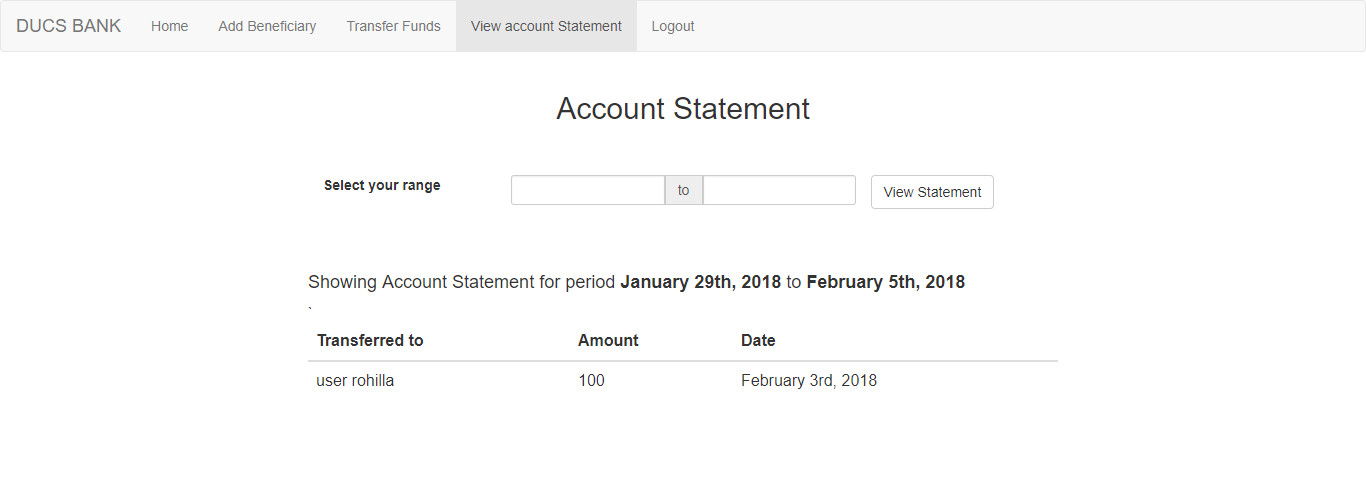 DUCS BANK Home Add Beneficiary Transfer Funds View account Statement Logout
Account Statement
Select your range to View Statement
Showing Account Statement for period January 29th, 2018 to February 5th, 2018
`
Transferred to Amount Date
user rohilla 100 February 3rd, 2018